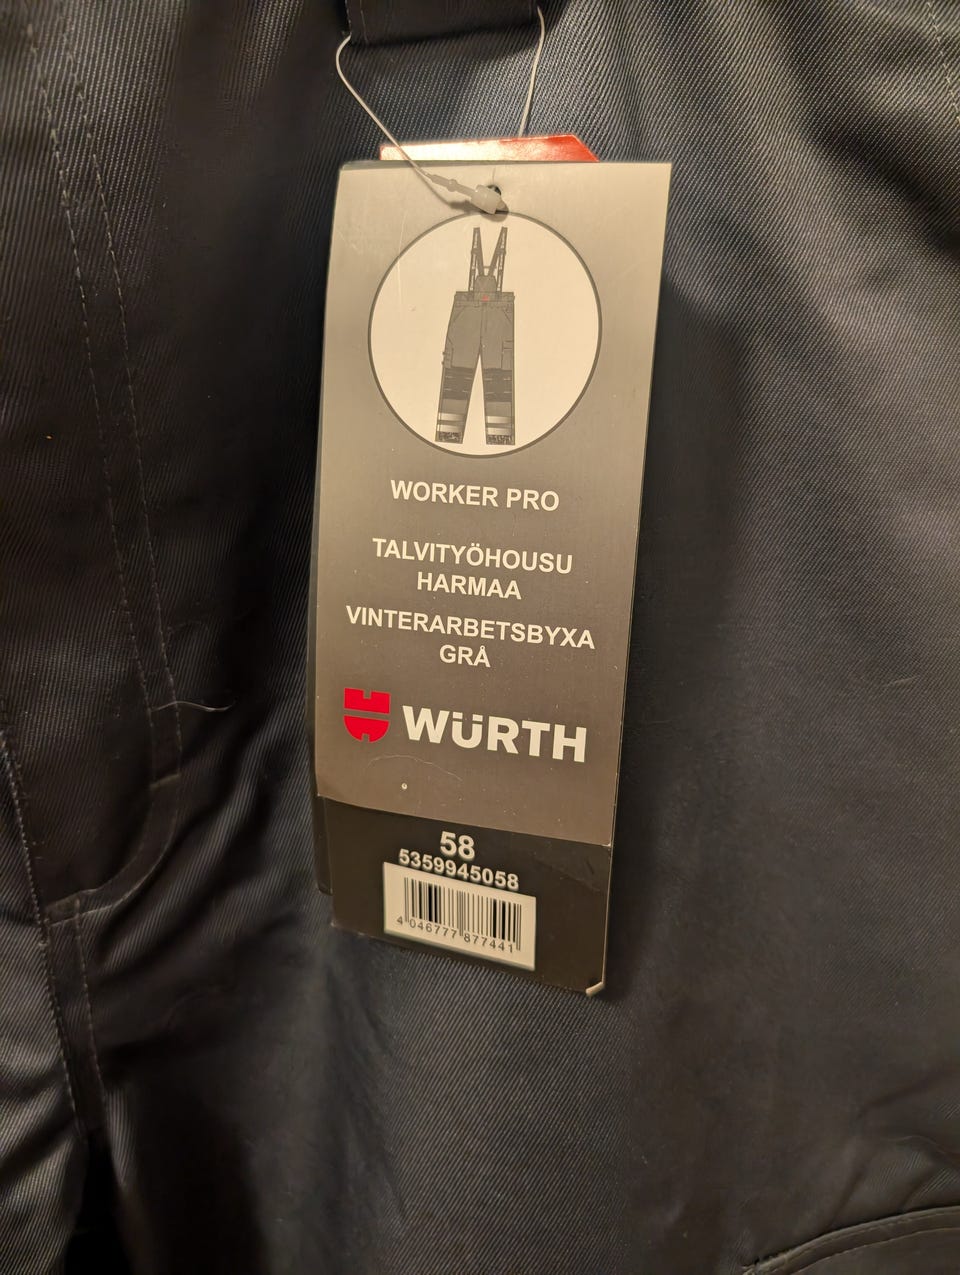 WORKER PRO
TALVITYÖHOUSU
HARMAA
VINTERARBETSBYXA
GRÅ
WÜRTH
58
5359945058
4 046777 877441